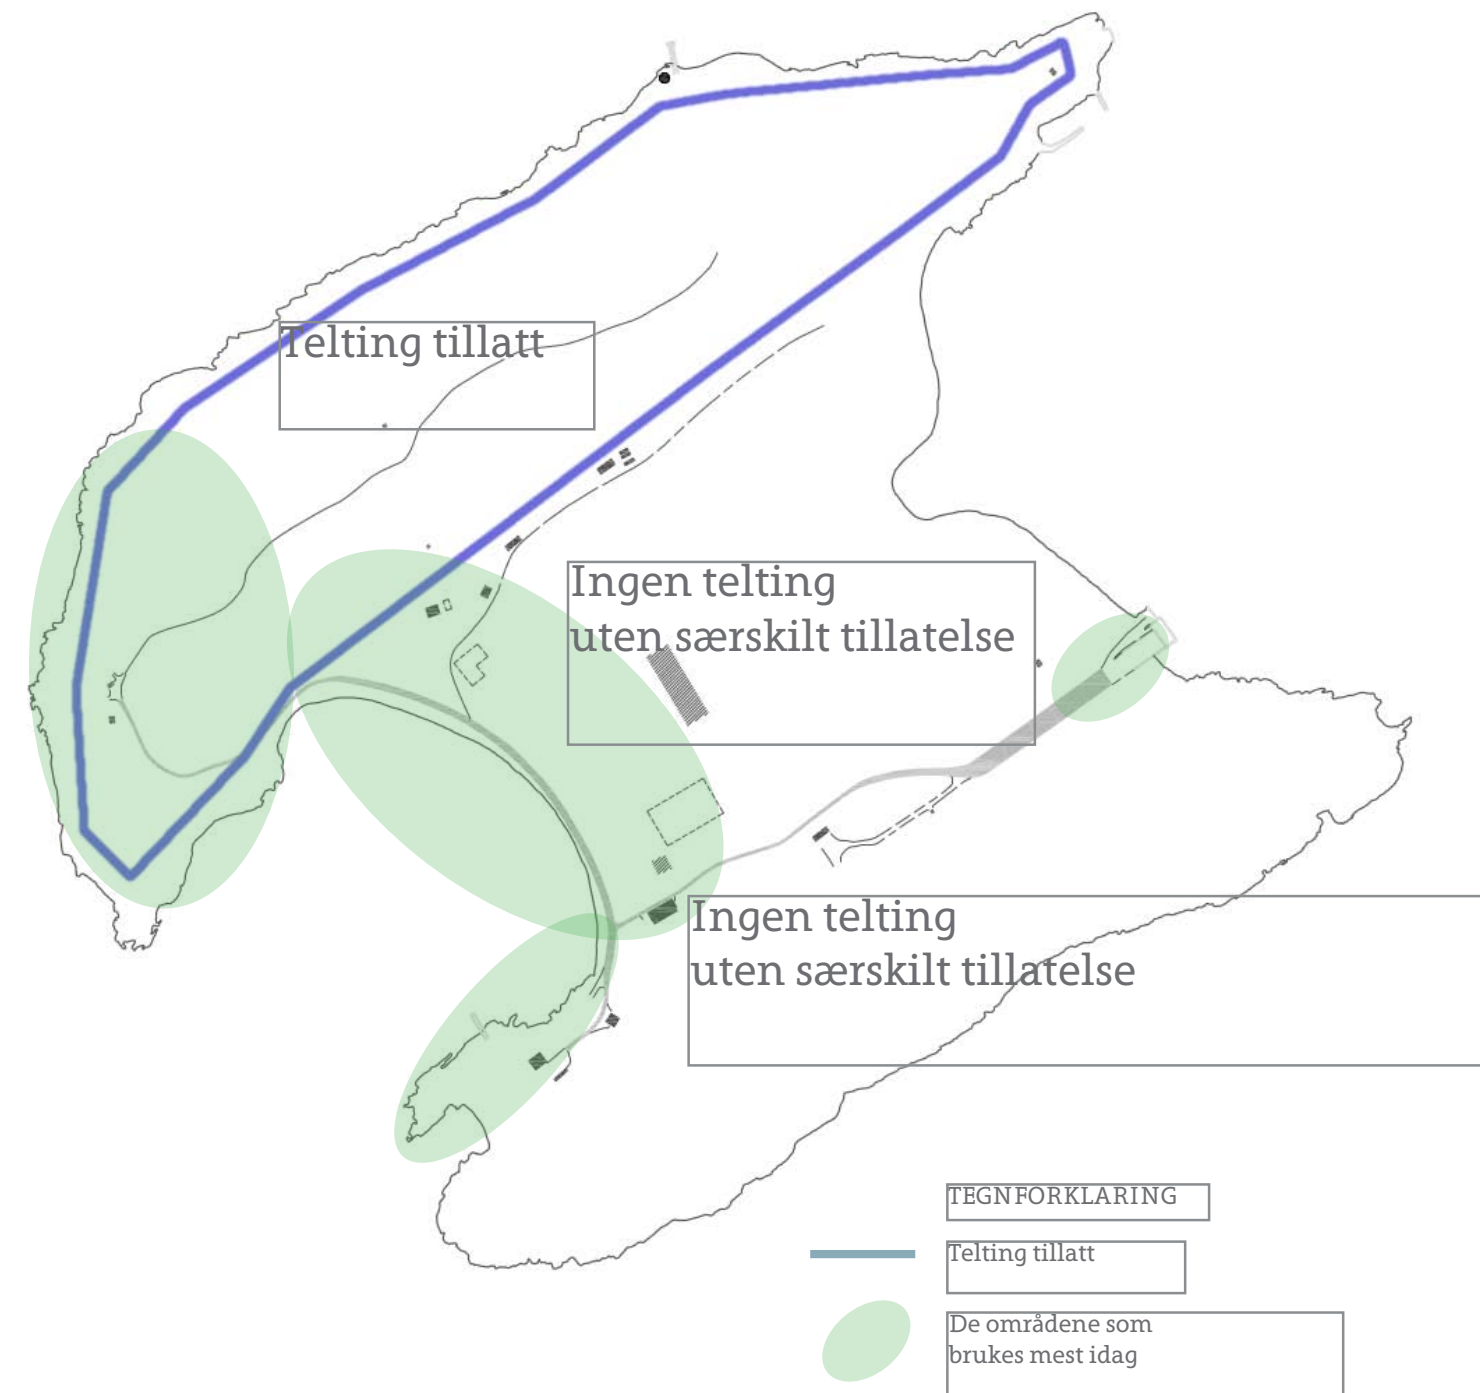 Telting tillatt
Ingen telting
uten særskilt tillatelse
Ingen telting
uten særskilt tillatelse
TEGNFORKLARING
Telting tillatt
De områdene som
brukes mest idag